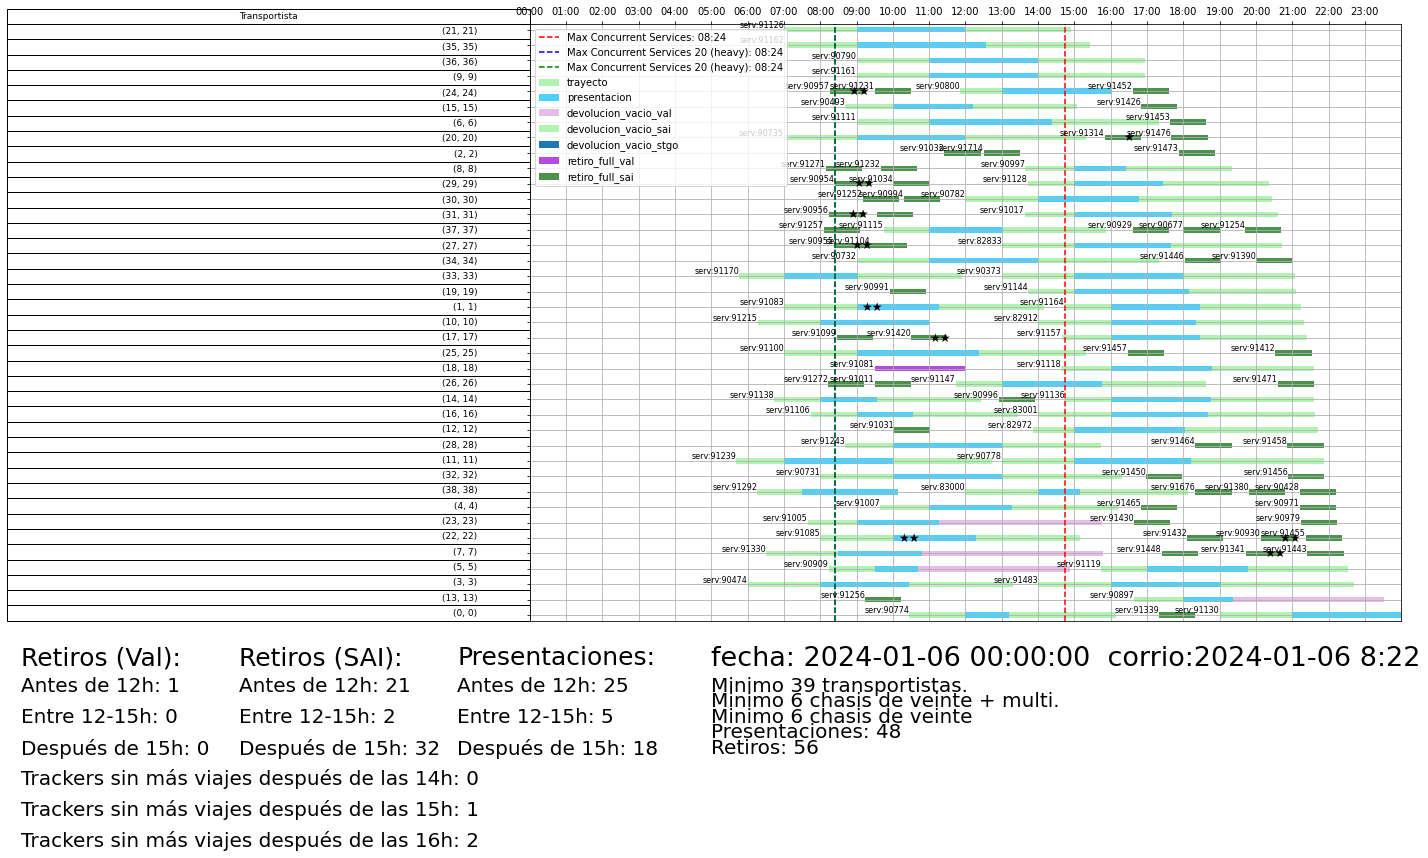 Transportista
00:00 01:00 02:00 03:00 04:00 05:00 06:00 07:00 08:00 09:00 10:00 11:00 12:00 13:00 14:00 15:00 16:00 17:00 18:00 19:00 20:00 21:00 22:00 23:00
Max Concurrent Services: 08:24
Max Concurrent Services 20 (heavy): 08:24
Max Concurrent Services 20 (heavy): 08:24
trayecto
presentacion
devolucion_vacio_val
devolucion_vacio_sai
devolucion_vacio_stgo
retiro_full_val
retiro_full_sai
(21, 21) serv:91126
(35, 35) serv:91162
(36, 36) serv:90790
(9, 9) serv:91161
(24, 24) serv:90957 serv:91231 serv:90800 serv:91452
(15, 15) serv:90493 serv:91426
(6, 6) serv:91111 serv:91453
(20, 20) serv:90735 serv:91314 serv:91476
(2, 2) serv:91032 serv:91714 serv:91473
(8, 8) serv:91271 serv:91232 serv:90997
(29, 29) serv:90954 serv:91034 serv:91128
(30, 30) serv:91252 serv:90994 serv:90782
(31, 31) serv:90956 serv:91017
(37, 37) serv:91257 serv:91115 serv:90929 serv:90677 serv:91254
(27, 27) serv:90955 serv:91104 serv:82833
(34, 34) serv:90732 serv:91446 serv:91390
(33, 33) serv:91170 serv:90373
(19, 19) serv:90991 serv:91144
(1, 1) serv:91083 serv:91164
(10, 10) serv:91215 serv:82912
(17, 17) serv:91099 serv:91420 serv:91157
(25, 25) serv:91100 serv:91457 serv:91412
(18, 18) serv:91081 serv:91118
(26, 26) serv:91272 serv:91011 serv:91147 serv:91471
(14, 14) serv:91138 serv:90996 serv:91136
(16, 16) serv:91106 serv:83001
(12, 12) serv:91031 serv:82972
(28, 28) serv:91243 serv:91464 serv:91458
(11, 11) serv:91239 serv:90778
(32, 32) serv:90731 serv:91450 serv:91456
(38, 38) serv:91292 serv:83000 serv:91676 serv:91380 serv:90428
(4, 4) serv:91007 serv:91465 serv:90971
(23, 23) serv:91005 serv:91430 serv:90979
(22, 22) serv:91085 serv:91432 serv:90930 serv:91455
(7, 7) serv:91330 serv:91448 serv:91341 serv:91443
(5, 5) serv:90909 serv:91119
(3, 3) serv:90474 serv:91483
(13, 13) serv:91256 serv:90897
(0, 0) serv:90774 serv:91339 serv:91130
Retiros (Val):
Antes de 12h: 1
Entre 12-15h: 0
Después de 15h: 0
Retiros (SAI):
Antes de 12h: 21
Entre 12-15h: 2
Después de 15h: 32
Presentaciones:
Antes de 12h: 25
Entre 12-15h: 5
Después de 15h: 18
Trackers sin más viajes después de las 14h: 0
Trackers sin más viajes después de las 15h: 1
Trackers sin más viajes después de las 16h: 2
fecha: 2024-01-06 00:00:00 corrio:2024-01-06 8:22
Minimo 39 transportistas.
Minimo 6 chasis de veinte + multi.
Minimo 6 chasis de veinte
Presentaciones: 48
Retiros: 56